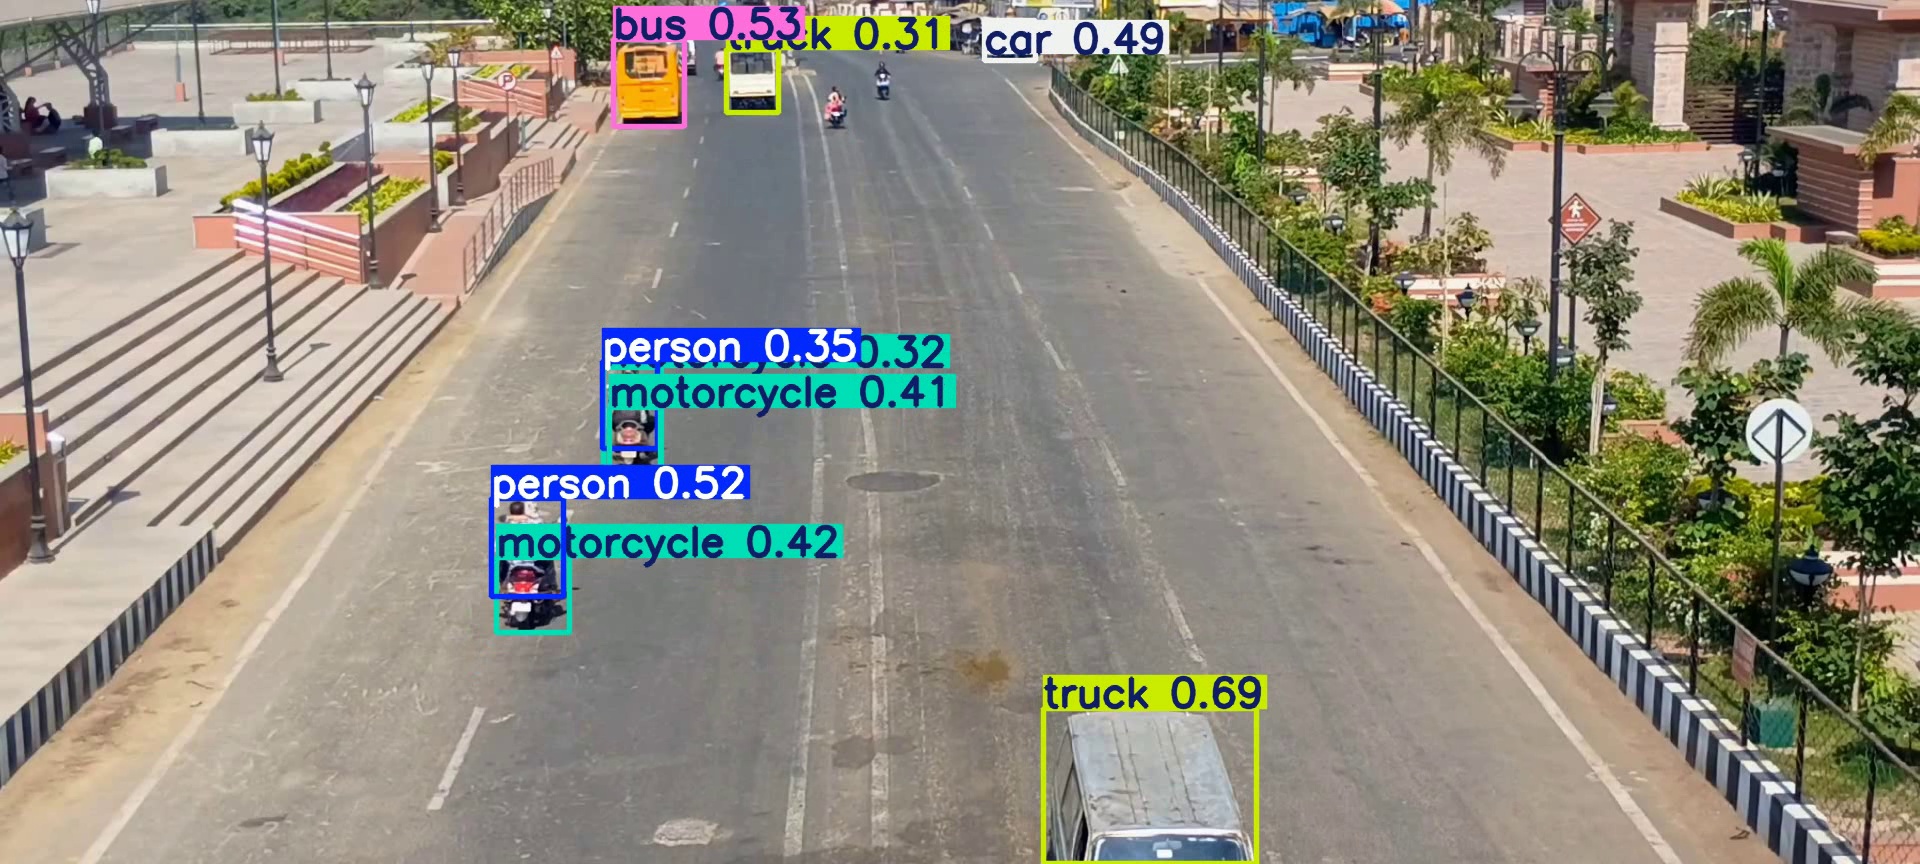 bus 0.53
truck 0.31
car 0.49
person 0.35
0.32
motorcycle 0.41
person 0.52
motorcycle 0.42
truck 0.69